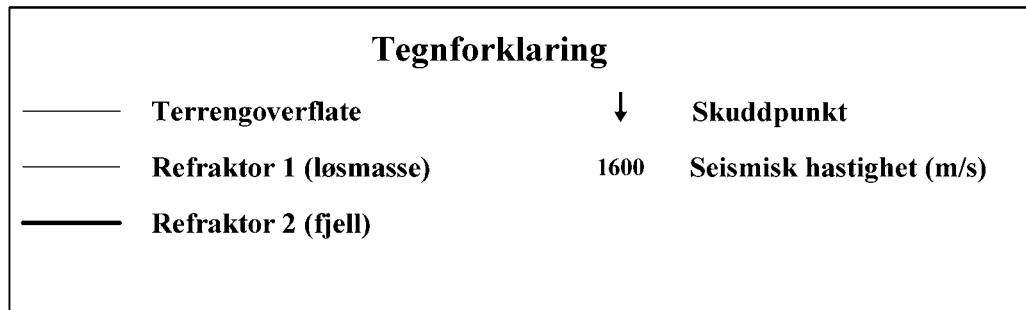 Tegnforklaring
Terrengoverflate
Skuddpunkt
Refraktor 1 (løsmasse)
1600 Seismisk hastighet (m/s)
Refraktor 2 (fjell)